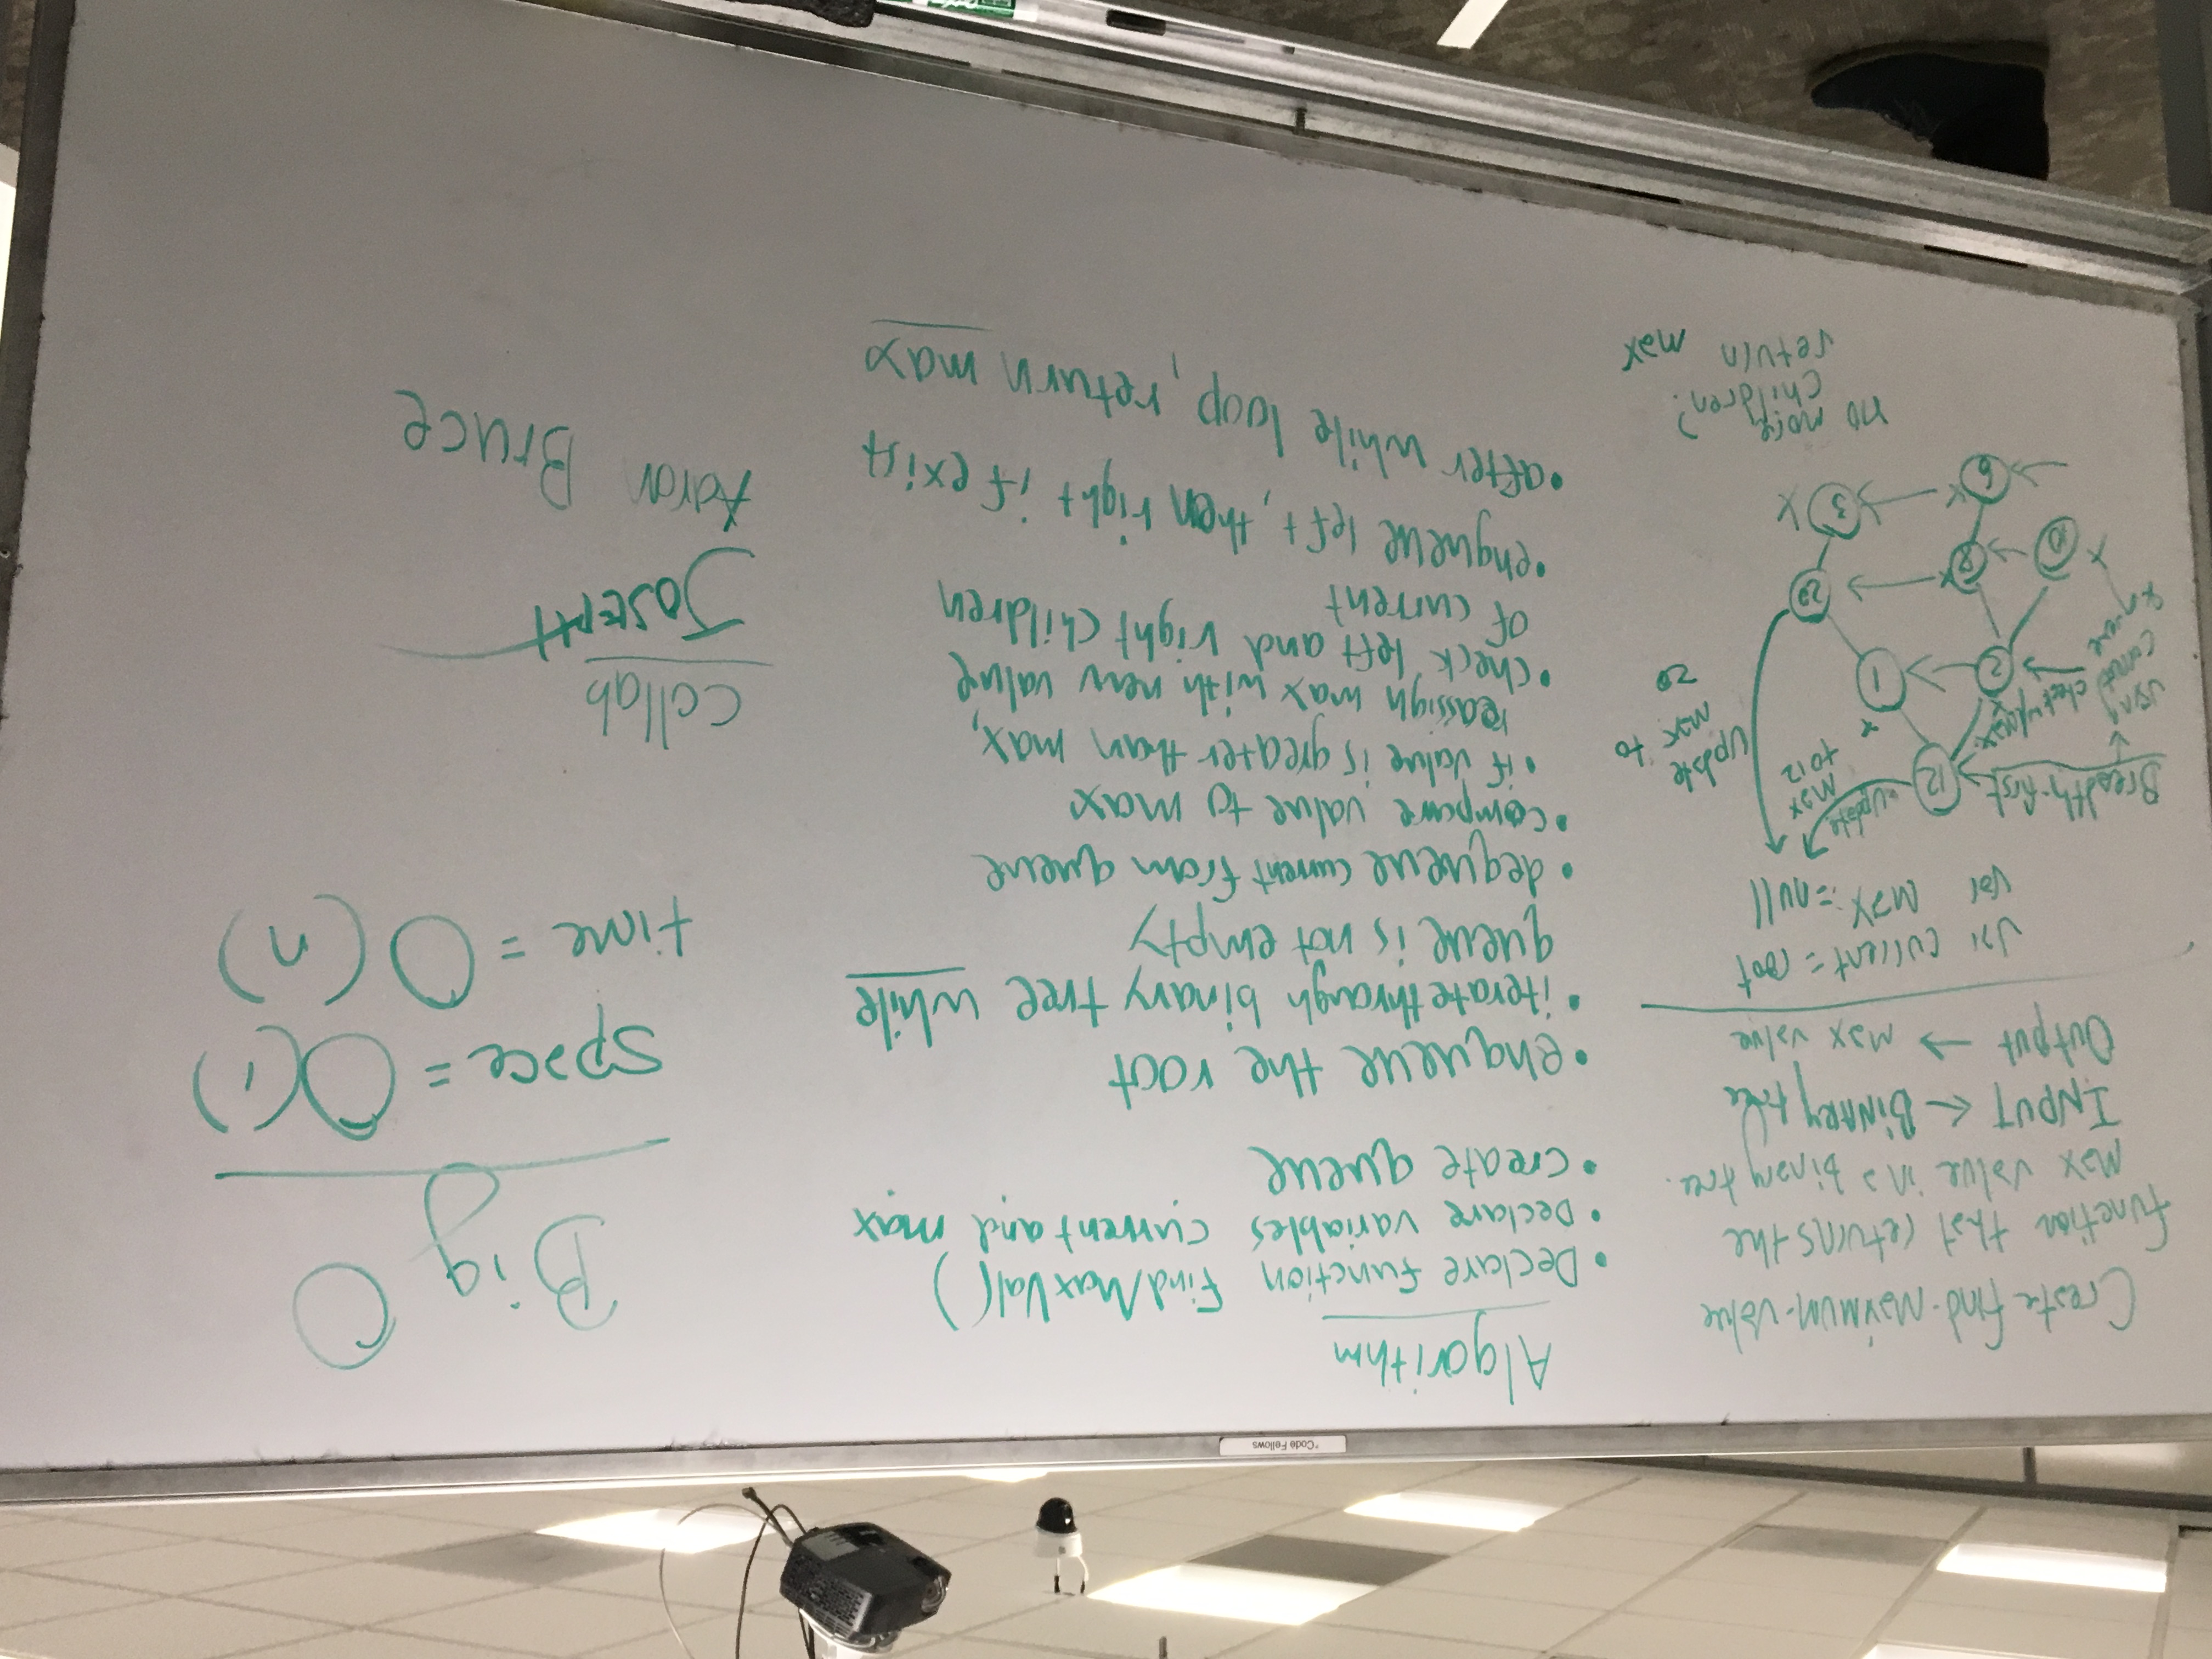 *Code Fellows
Create find-maximum-value
function that returns the
max value in a binary tree.
INPUT ← BINARY tree
Output → max value
var current = root
var max := null
Breadth-first
using
current
& queue
check w/max
12
update
max
to 12
update
max to
20
x
2
1
x
10
8
x
20
6
x
3
x
no more
children?
return max
Algorithm
• Declare function FindMaxVal()
• Declare variables current and max
• create queue
• enqueue the root
• iterate through binary tree while
queue is not empty
• dequeue current from queue
• compare value to max
• if value is greater than max,
reassign max with new value
• check left and right children
of current
• enqueue left, then right if exist
• after while loop, return max
Big O
space = O(1)
time = O(n)
collab
JOSEPH
Aaron Bruce